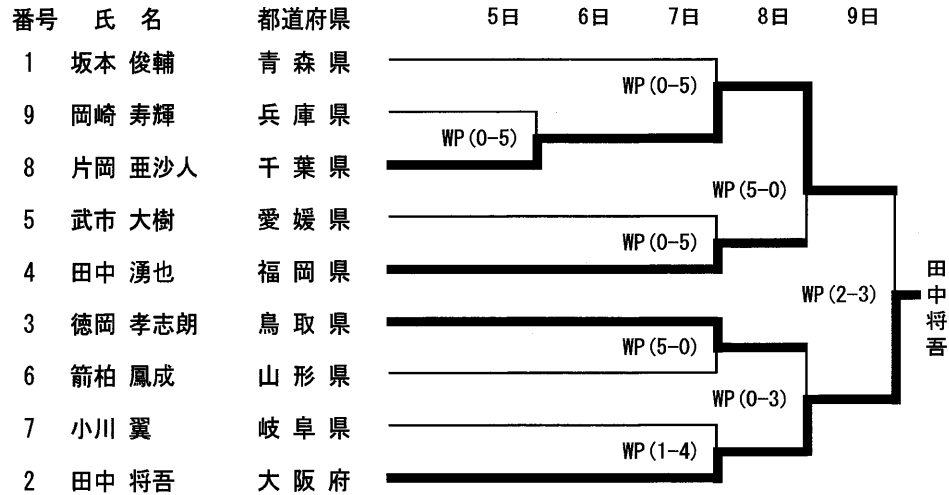 番号 氏 名 都道府県 5日 6日 7日 8日 9日
1 坂本 俊輔 青森県
WP(0-5)
9 岡崎 寿輝 兵庫県
WP(0-5)
8 片岡 亜沙人 千葉県
WP(5-0)
5 武市 大樹 愛媛県
WP(0-5)
4 田中 湧也 福岡県
WP(2-3)
田中将吾
3 徳岡 孝志朗 鳥取県
WP(5-0)
6 箭柏 鳳成 山形県
WP(0-3)
7 小川 翼 岐阜県
WP(1-4)
2 田中 将吾 大阪府